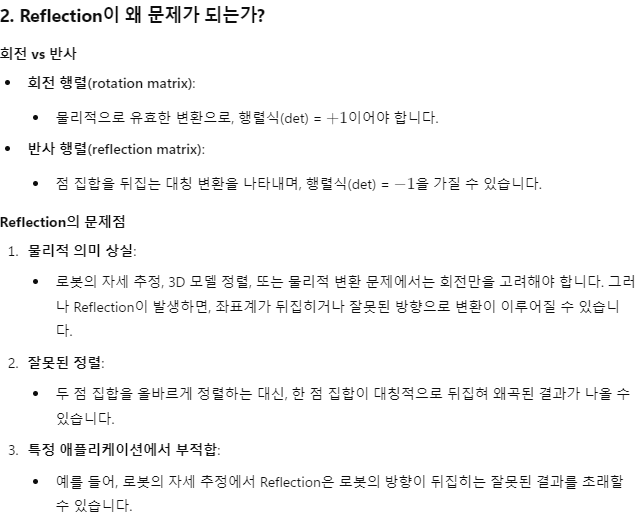 2. Reflection이 왜 문제가 되는가?
회전 vs 반사
• 회전 행렬(rotation matrix):
• 물리적으로 유효한 변환으로, 행렬식(det) = +1이어야 합니다.
• 반사 행렬(reflection matrix):
• 점 집합을 뒤집는 대칭 변환을 나타내며, 행렬식(det) = −1을 가질 수 있습니다.
Reflection의 문제점
1. 물리적 의미 상실:
• 로봇의 자세 추정, 3D 모델 정렬, 또는 물리적 변환 문제에서는 회전만을 고려해야 합니다. 그러
나 Reflection이 발생하면, 좌표계가 뒤집히거나 잘못된 방향으로 변환이 이루어질 수 있습니
다.
2. 잘못된 정렬:
• 두 점 집합을 올바르게 정렬하는 대신, 한 점 집합이 대칭적으로 뒤집혀 왜곡된 결과가 나올 수
있습니다.
3. 특정 애플리케이션에서 부적합:
• 예를 들어, 로봇의 자세 추정에서 Reflection은 로봇의 방향이 뒤집히는 잘못된 결과를 초래할
수 있습니다.